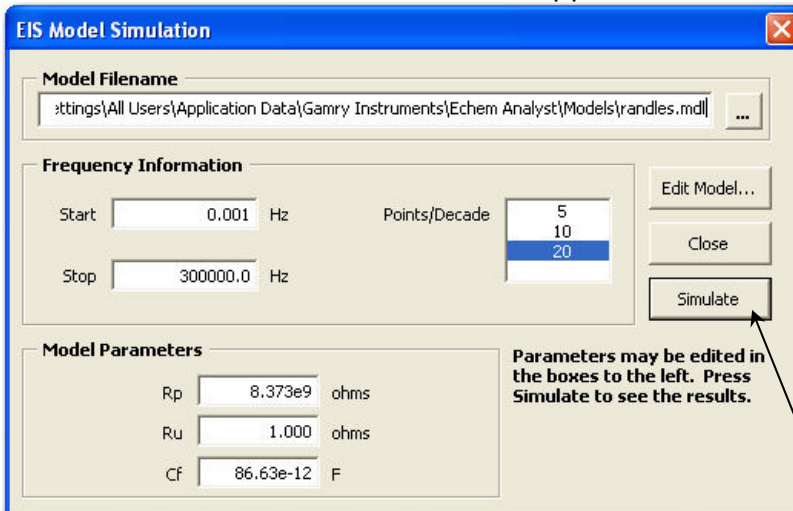 EIS Model Simulation
Model Filename
ettings\All Users\Application Data\Gamry Instruments\Echem Analyst\Models\randles.mdl
...
Frequency Information
Start 0.001 Hz
Points/Decade
5
10
20
Stop 300000.0 Hz
Edit Model...
Close
Simulate
Model Parameters
Rp 8.373e9 ohms
Ru 1.000 ohms
Cf 86.63e-12 F
Parameters may be edited in
the boxes to the left. Press
Simulate to see the results.